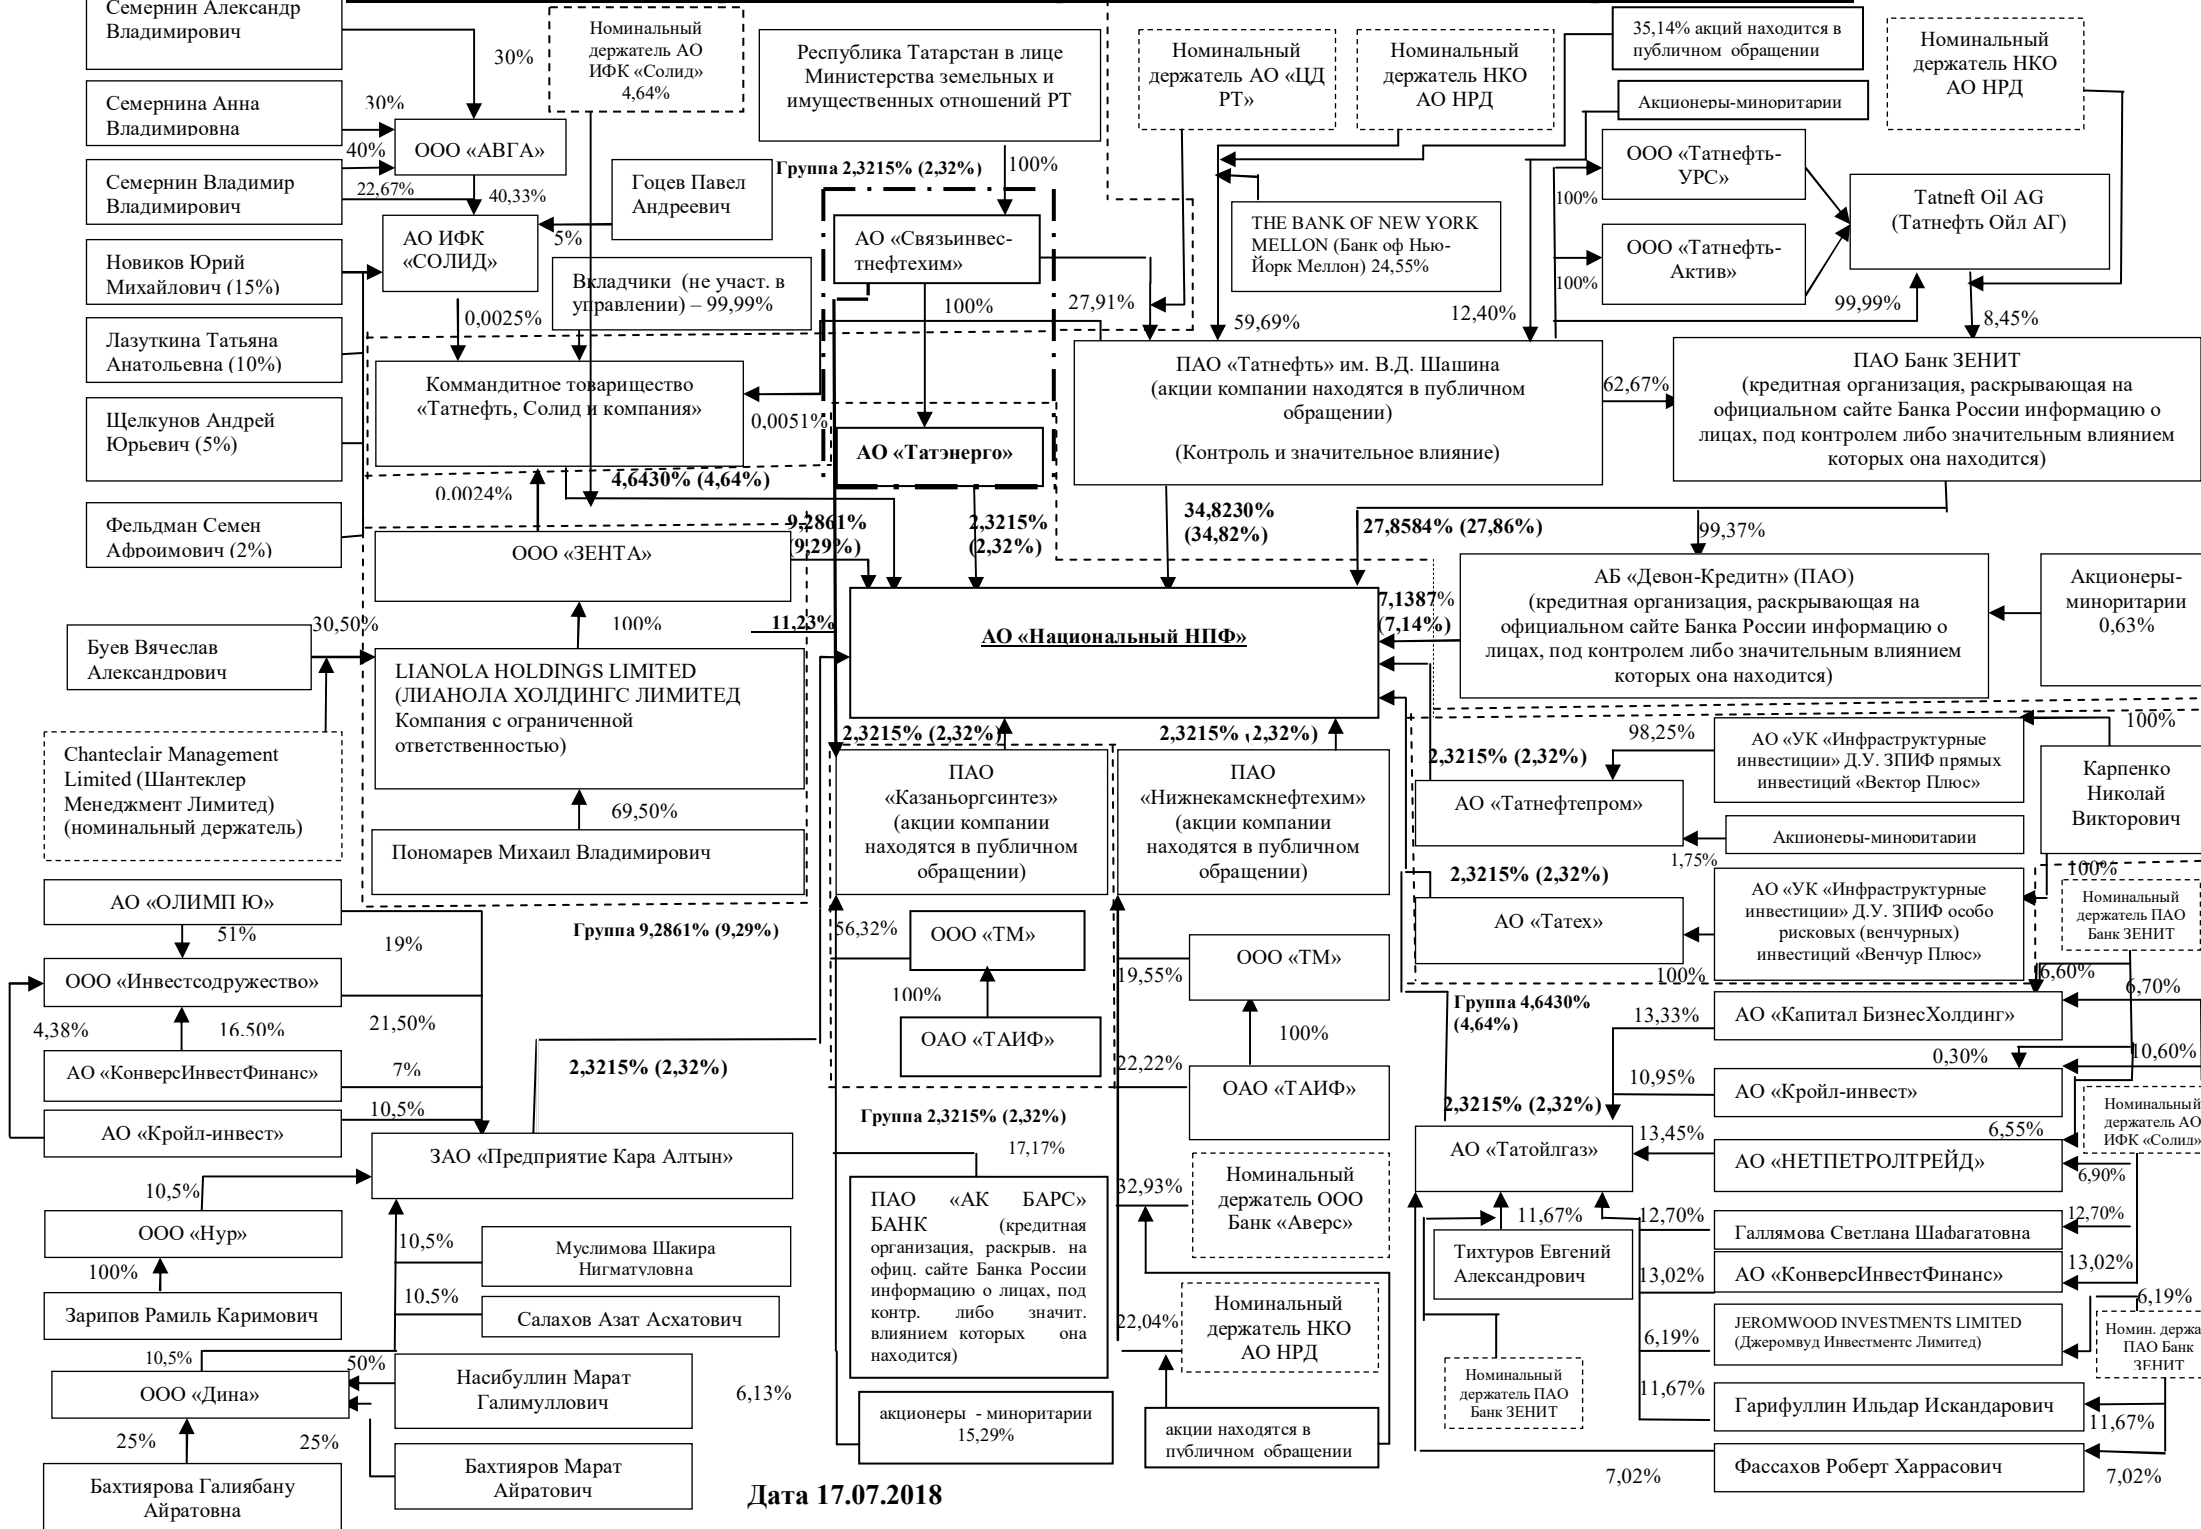 Семернин Александр
Владимирович
30%
Номинальный
держатель АО
ИФК «Солид»
4,64%
Республика Татарстан в лице
Министерства земельных и
имущественных отношений РТ
Номинальный
держатель АО «ЦД
РТ»
Номинальный
держатель НКО
АО НРД
35,14% акций находится в
публичном обращении
Акционеры-миноритарии
Номинальный
держатель НКО
АО НРД
Семернина Анна
Владимировна
30%
ООО «АВГА»
40%
Семернин Владимир
Владимирович
22,67%
40,33%
Гоцев Павел
Андреевич
5%
Группа 2,3215% (2,32%)
100%
АО «Связьинвес-
тнефтехим»
THE BANK OF NEW YORK
MELLON (Банк оф Нью-
Йорк Меллон) 24,55%
ООО «Татнефть-
УРС»
100%
ООО «Татнефть-
Актив»
100%
Tatneft Oil AG
(Татнефть Ойл АГ)
АО ИФК
«СОЛИД»
Новиков Юрий
Михайлович (15%)
Вкладчики (не участ. в
управлении) – 99,99%
0,0025%
100%
27,91%
59,69%
12,40%
99,99%
8,45%
Лазуткина Татьяна
Анатольевна (10%)
Коммандитное товарищество
«Татнефть, Солид и компания»
0,0051%
ПАО «Татнефть» им. В.Д. Шашина
(акции компании находятся в публичном
обращении)
(Контроль и значительное влияние)
62,67%
ПАО Банк ЗЕНИТ
(кредитная организация, раскрывающая на
официальном сайте Банка России информацию о
лицах, под контролем либо значительным влиянием
которых она находится)
Щелкунов Андрей
Юрьевич (5%)
АО «Татэнерго»
0,0024%
4,6430% (4,64%)
Фельдман Семен
Афроимович (2%)
ООО «ЗЕНТА»
9,2861%
(9,29%)
2,3215%
(2,32%)
34,8230%
(34,82%)
27,8584% (27,86%)
99,37%
АБ «Девон-Кредитн» (ПАО)
(кредитная организация, раскрывающая на
официальном сайте Банка России информацию о
лицах, под контролем либо значительным влиянием
которых она находится)
Акционеры-
миноритарии
0,63%
7,1387%
(7,14%)
АО «Национальный НПФ»
Буев Вячеслав
Александрович
30,50%
100%
11,23%
LIANOLA HOLDINGS LIMITED
(ЛИАНОЛА ХОЛДИНГС ЛИМИТЕД
Компания с ограниченной
ответственностью)
Chanteclair Management
Limited (Шантеклер
Менеджмент Лимитед)
(номинальный держатель)
69,50%
Пономарев Михаил Владимирович
2,3215% (2,32%)
2,3215% (2,32%)
ПАО
«Казаньоргсинтез»
(акции компании
находятся в публичном
обращении)
ПАО
«Нижнекамскнефтехим»
(акции компании
находятся в публичном
обращении)
2,3215% (2,32%)
98,25%
АО «УК «Инфраструктурные
инвестиции» Д.У. ЗПИФ прямых
инвестиций «Вектор Плюс»
100%
Карпенко
Николай
Викторович
АО «Татнефтепром»
Акционеры-миноритарии
1,75%
2,3215% (2,32%)
100%
АО «Татех»
АО «УК «Инфраструктурные
инвестиции» Д.У. ЗПИФ особо
рисковых (венчурных)
инвестиций «Венчур Плюс»
100%
Номинальный
держатель ПАО
Банк ЗЕНИТ
АО «ОЛИМП Ю»
51%
19%
Группа 9,2861% (9,29%)
56,32%
ООО «ТМ»
100%
ОАО «ТАИФ»
ООО «ТМ»
19,55%
100%
22,22%
ОАО «ТАИФ»
Группа 4,6430%
(4,64%)
13,33%
АО «Капитал БизнесХолдинг»
6,60%
6,70%
ООО «Инвестсодружество»
4,38%
16,50%
21,50%
АО «КонверсИнвестФинанс»
7%
2,3215% (2,32%)
10,5%
АО «Кройл-инвест»
0,30%
10,60%
10,95%
АО «Кройл-инвест»
2,3215% (2,32%)
Номинальный
держатель АО
ИФК «Солид»
Группа 2,3215% (2,32%)
17,17%
ЗАО «Предприятие Кара Алтын»
АО «Татойлгаз»
13,45%
6,55%
АО «НЕТПЕТРОЛТРЕЙД»
6,90%
10,5%
ООО «Нур»
100%
Зарипов Рамиль Каримович
10,5%
Муслимова Шакира
Нигматуловна
10,5%
Салахов Азат Асхатович
ПАО «АК БАРС»
БАНК (кредитная
организация, раскрыв. на
офиц. сайте Банка России
информацию о лицах, под
контр. либо значит.
влиянием которых она
находится)
32,93%
Номинальный
держатель ООО
Банк «Аверс»
22,04%
Номинальный
держатель НКО
АО НРД
11,67%
Тихтуров Евгений
Александрович
12,70%
Галлямова Светлана Шафагатовна
12,70%
13,02%
АО «КонверсИнвестФинанс»
13,02%
6,19%
JEROMWOOD INVESTMENTS LIMITED
(Джеромвуд Инвестментс Лимитед)
6,19%
Номин. держа
ПАО Банк
ЗЕНИТ
Номинальный
держатель ПАО
Банк ЗЕНИТ
10,5%
ООО «Дина»
50%
Насибуллин Марат
Галимуллович
6,13%
25%
25%
Бахтиярова Галиябану
Айратовна
Бахтияров Марат
Айратович
акционеры - миноритарии
15,29%
акции находятся в
публичном обращении
11,67%
Гарифуллин Ильдар Искандарович
11,67%
7,02%
Фассахов Роберт Харрасович
7,02%
Дата 17.07.2018